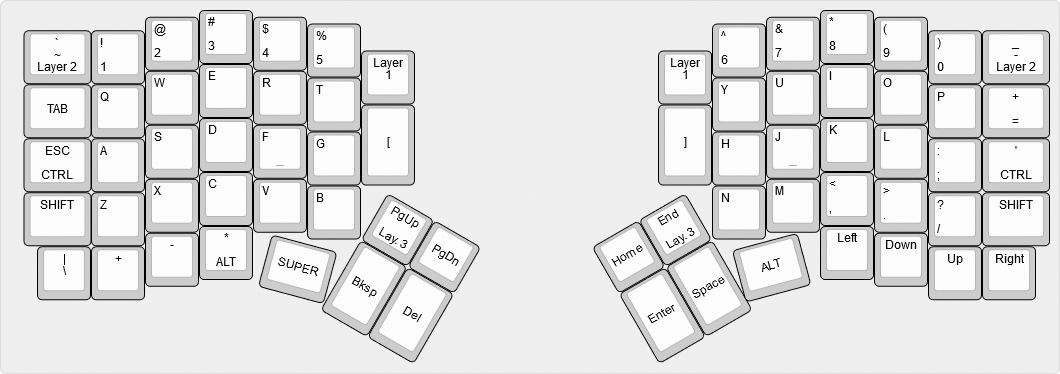 ` ~ Layer 2
! 1
@ 2
# 3
$ 4
% 5
Layer 1
Layer 1
^ 6
& 7
* 8
( 9
) 0
_ - Layer 2
TAB
Q
W
E
R
T
[
]
Y
U
I
O
P
+ =
ESC CTRL
A
S
D
F _
G
H
J _
K
L
: ;
' CTRL
SHIFT
Z
X
C
V
B
N
M
< ,
> .
? /
SHIFT
| \
+
-
* ALT
SUPER
PgUp Lay. 3
PgDn
Bksp
Del
Home
End Lay. 3
Enter
Space
ALT
Left
Down
Up
Right